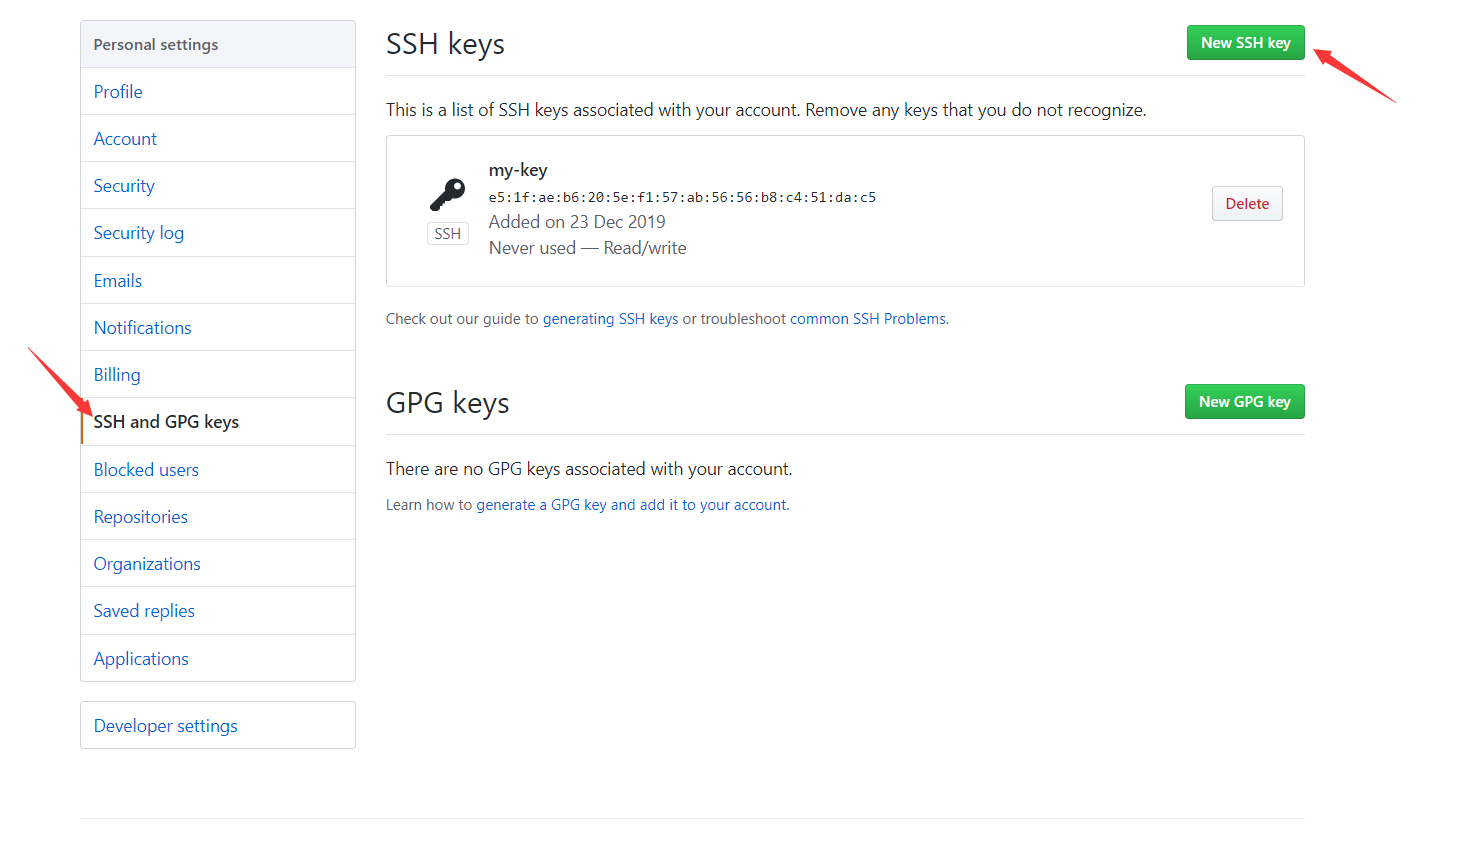 Personal settings
Profile
Account
Security
Security log
Emails
Notifications
Billing
SSH and GPG keys
Blocked users
Repositories
Organizations
Saved replies
Applications
Developer settings
SSH keys
New SSH key
This is a list of SSH keys associated with your account. Remove any keys that you do not recognize.
my-key
e5:1f:ae:b6:20:5e:f1:57:ab:56:56:b8:c4:51:da:c5
Added on 23 Dec 2019
Never used — Read/write
SSH
Delete
Check out our guide to generating SSH keys or troubleshoot common SSH Problems.
GPG keys
New GPG key
There are no GPG keys associated with your account.
Learn how to generate a GPG key and add it to your account.